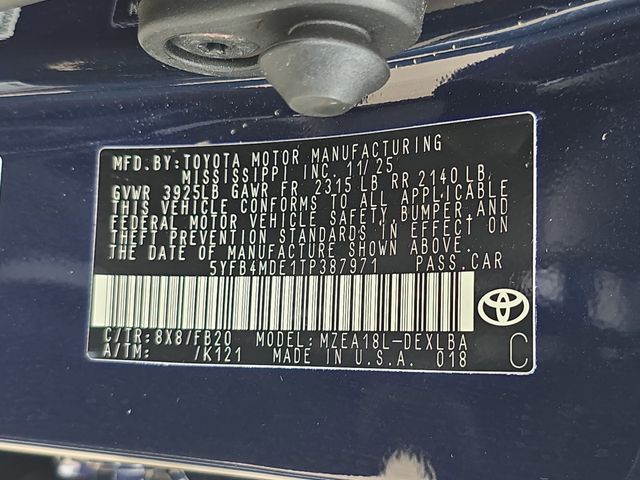 MFD. BY: TOYOTA MOTOR MANUFACTURING
MISSISSIPPI INC. 11/25
GVWR 3925LB GAWR FR 2315 LB RR 2140 LB
THIS VEHICLE CONFORMS TO ALL APPLICABLE
FEDERAL MOTOR VEHICLE SAFETY, BUMPER, AND
THEFT PREVENTION STANDARDS IN EFFECT ON
THE DATE OF MANUFACTURE SHOWN ABOVE.
5YFB4MDE1TP387971 PASS. CAR
C/TR: 8X8/FB20 MODEL: MZEA18L-DEXLBA
A/TM: /K121 MADE IN U.S.A. 018 C